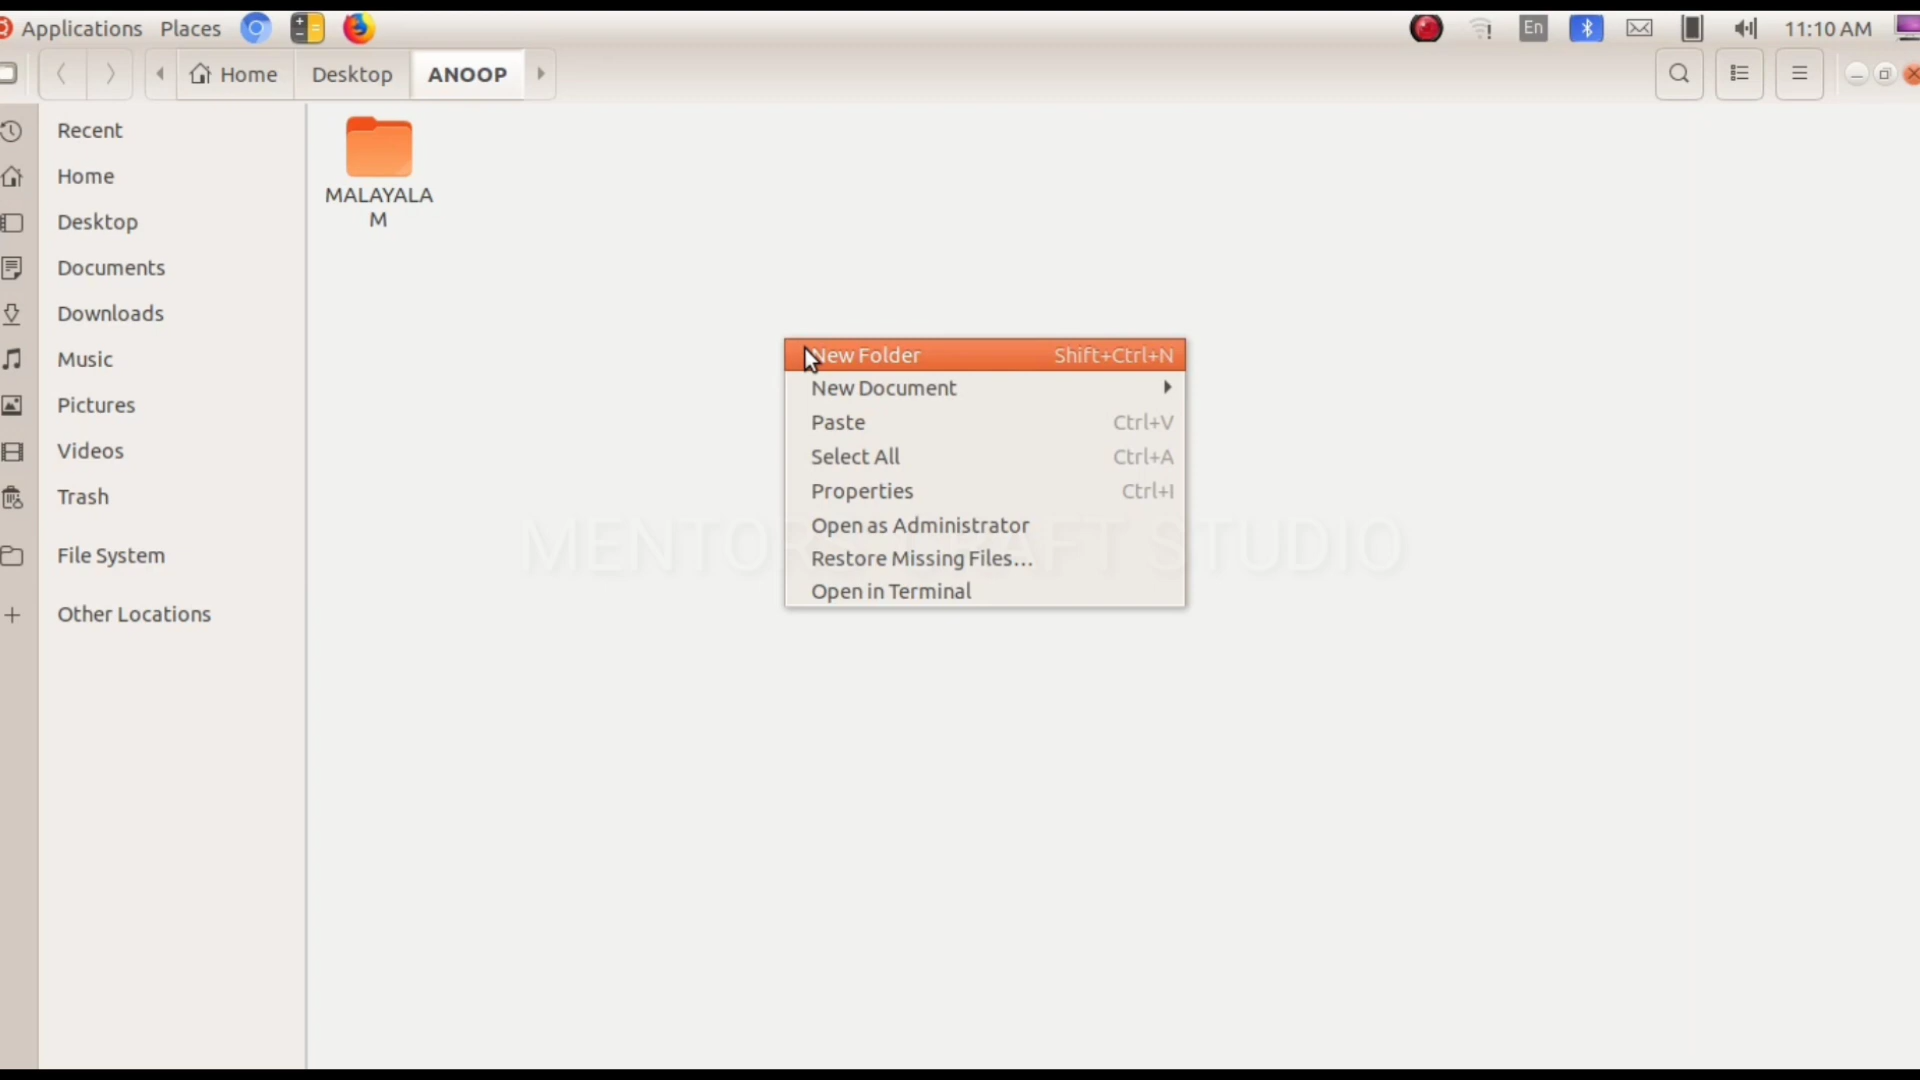 Applications Places
En
11:10 AM
Home Desktop ANOOP
Recent
Home
Desktop
Documents
Downloads
Music
Pictures
Videos
Trash
File System
Other Locations
MALAYALA
M
New Folder Shift+Ctrl+N
New Document
Paste Ctrl+V
Select All Ctrl+A
Properties Ctrl+I
Open as Administrator
Restore Missing Files...
Open in Terminal
STUDIO